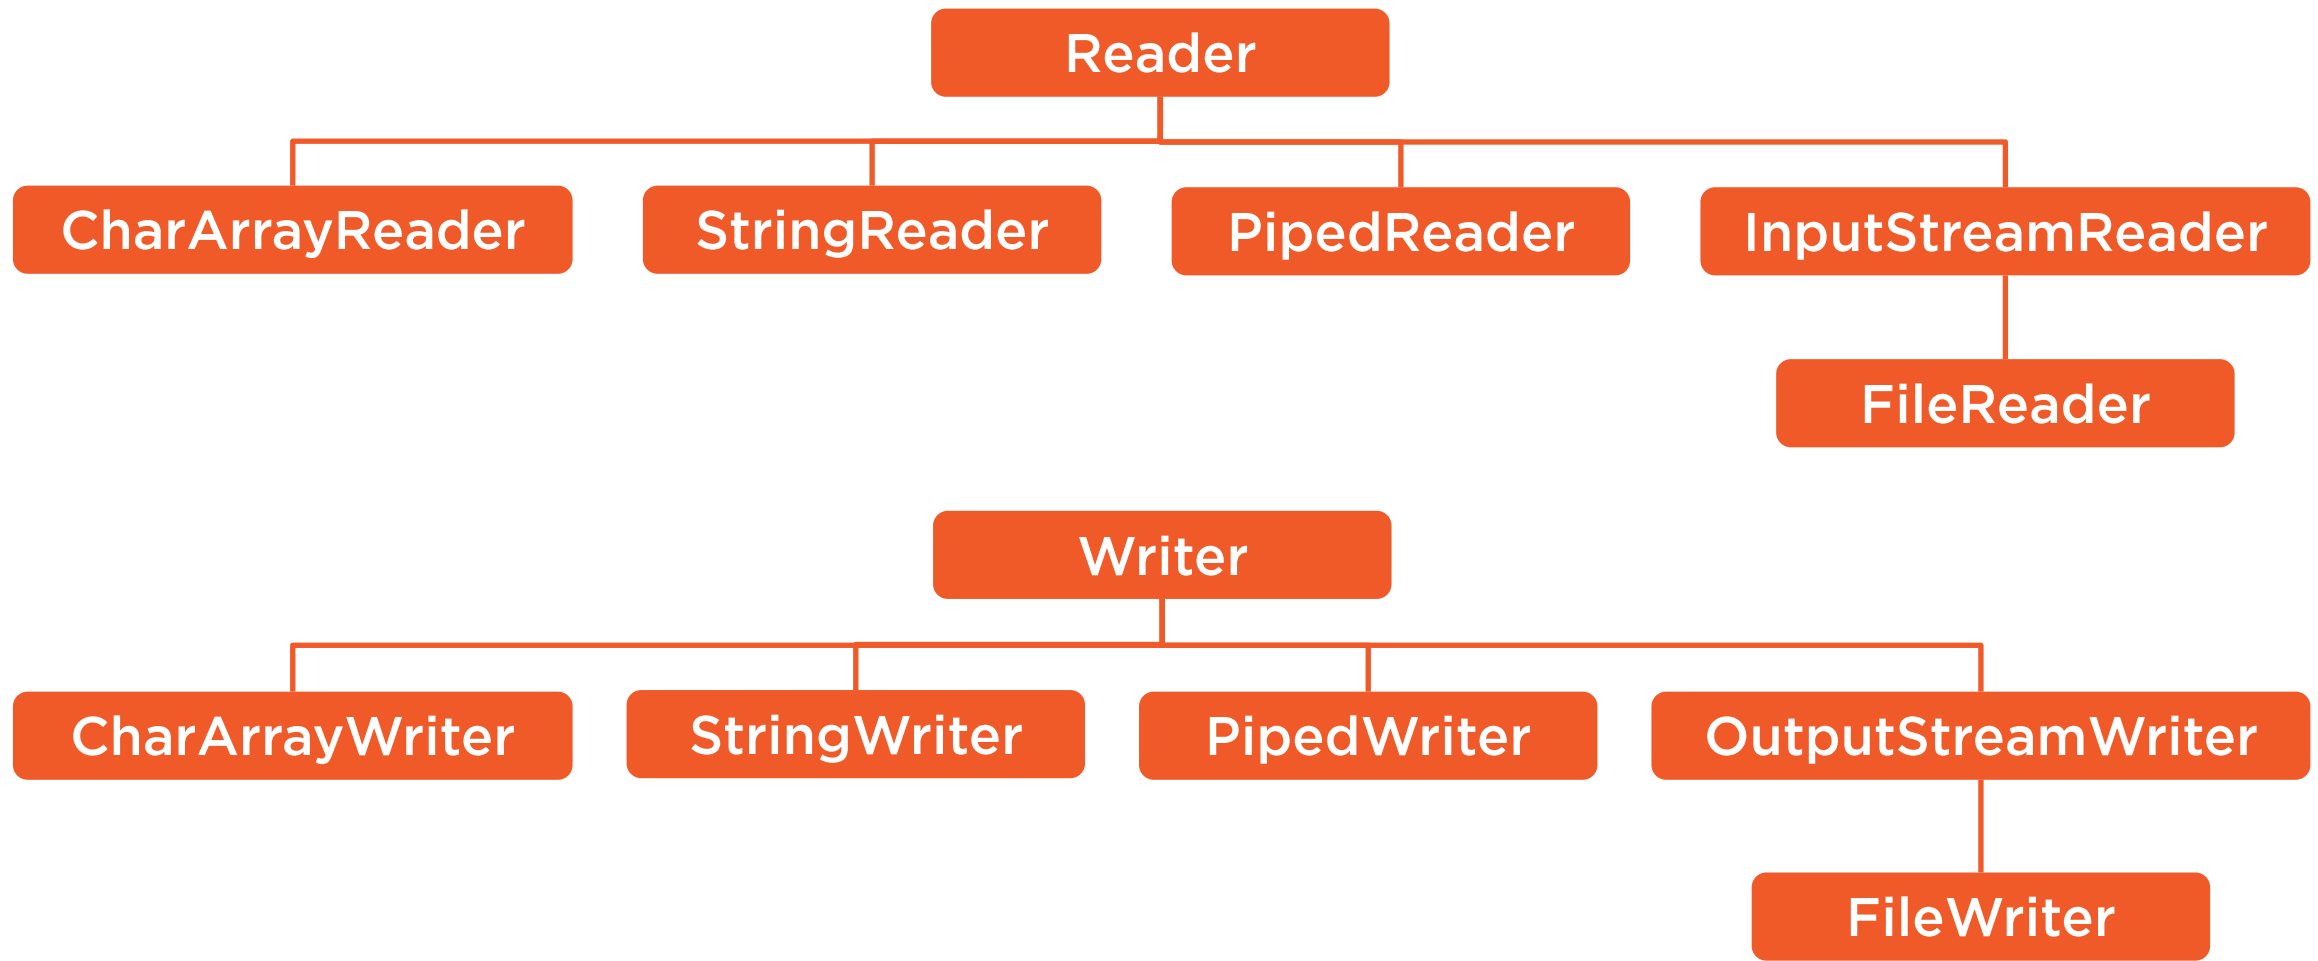 Reader
CharArrayReader
StringReader
PipedReader
InputStreamReader
FileReader
Writer
CharArrayWriter
StringWriter
PipedWriter
OutputStreamWriter
FileWriter